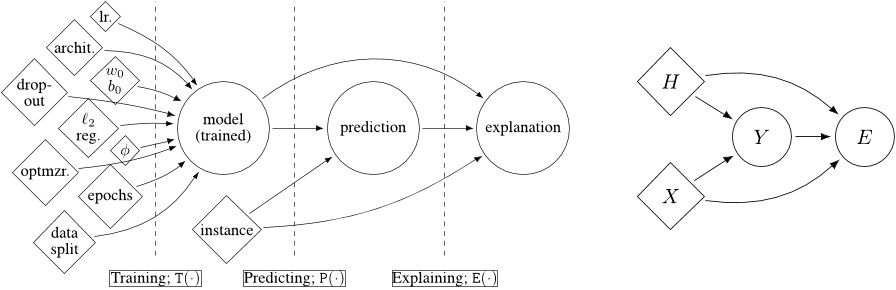 lr.
archit.
w₀
b₀
drop-
out
ℓ₂
reg.
ϕ
optmzr.
epochs
data
split
model
(trained)
prediction
explanation
instance
Training; T(·)
Predicting; P(·)
Explaining; E(·)
H
Y
E
X